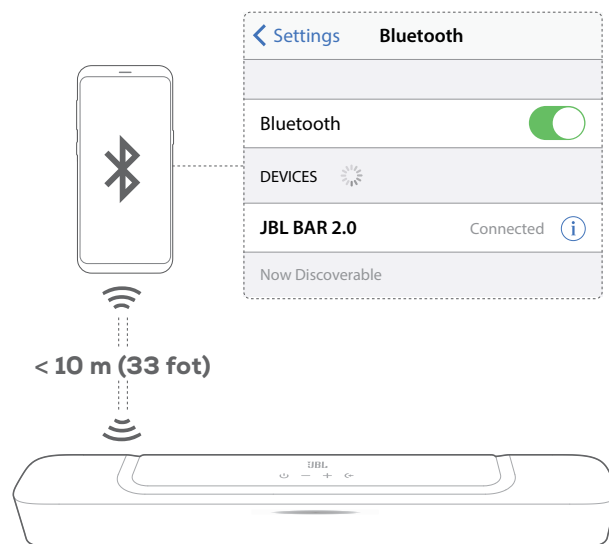 Settings Bluetooth
Bluetooth
DEVICES
JBL BAR 2.0 Connected i
Now Discoverable
< 10 m (33 fot)
JBL